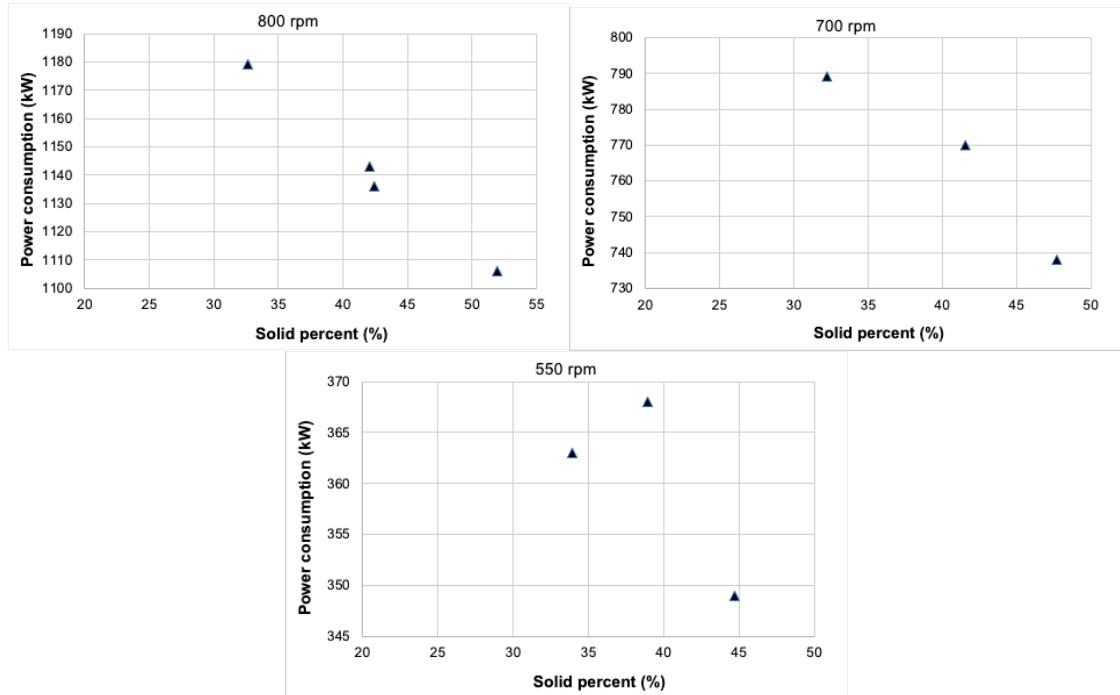 800 rpm
Power consumption (kW)
1190
1180
1170
1160
1150
1140
1130
1120
1110
1100
20 25 30 35 40 45 50 55
Solid percent (%)
700 rpm
Power consumption (kW)
800
790
780
770
760
750
740
730
20 25 30 35 40 45 50
Solid percent (%)
550 rpm
Power consumption (kW)
370
365
360
355
350
345
20 25 30 35 40 45 50
Solid percent (%)